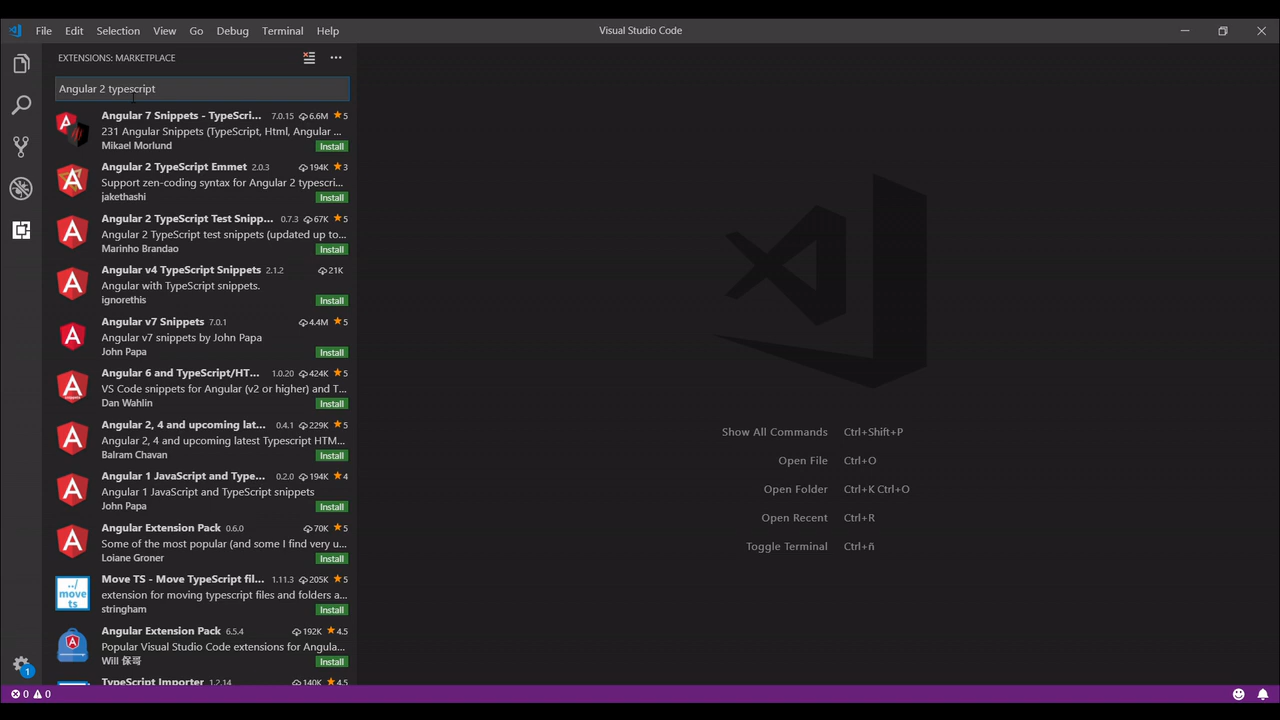 File Edit Selection View Go Debug Terminal Help Visual Studio Code
EXTENSIONS: MARKETPLACE
Angular 2 typescript
Angular 7 Snippets - TypeScri... 7.0.15 6.6M 5
231 Angular Snippets (TypeScript, Html, Angular ...
Mikael Morlund Install
Angular 2 TypeScript Emmet 2.0.3 194K 3
Support zen-coding syntax for Angular 2 typescri...
jakethashi Install
Angular 2 TypeScript Test Snipp... 0.7.3 67K 5
Angular 2 TypeScript test snippets (updated up to...
Marinho Brandao Install
Angular v4 TypeScript Snippets 2.1.2 21K
Angular with TypeScript snippets.
ignorethis Install
Angular v7 Snippets 7.0.1 4.4M 5
Angular v7 snippets by John Papa
John Papa Install
Angular 6 and TypeScript/HT... 1.0.20 424K 5
VS Code snippets for Angular (v2 or higher) and T...
Dan Wahlin Install
Angular 2, 4 and upcoming lat... 0.4.1 229K 5
Angular 2, 4 and upcoming latest Typescript HTM...
Balram Chavan Install
Angular 1 JavaScript and Type... 0.2.0 194K 4
Angular 1 JavaScript and TypeScript snippets
John Papa Install
Angular Extension Pack 0.6.0 70K 5
Some of the most popular (and some I find very u...
Loiane Groner Install
Move TS - Move TypeScript fil... 1.11.3 205K 5
extension for moving typescript files and folders a...
stringham Install
Angular Extension Pack 6.5.4 192K 4.5
Popular Visual Studio Code extensions for Angula...
Will 保哥 Install
TypeScript Importer 1.2.14 140K 4.5
Show All Commands Ctrl+Shift+P
Open File Ctrl+O
Open Folder Ctrl+K Ctrl+O
Open Recent Ctrl+R
Toggle Terminal Ctrl+ñ
../
move
ts
1
0 0